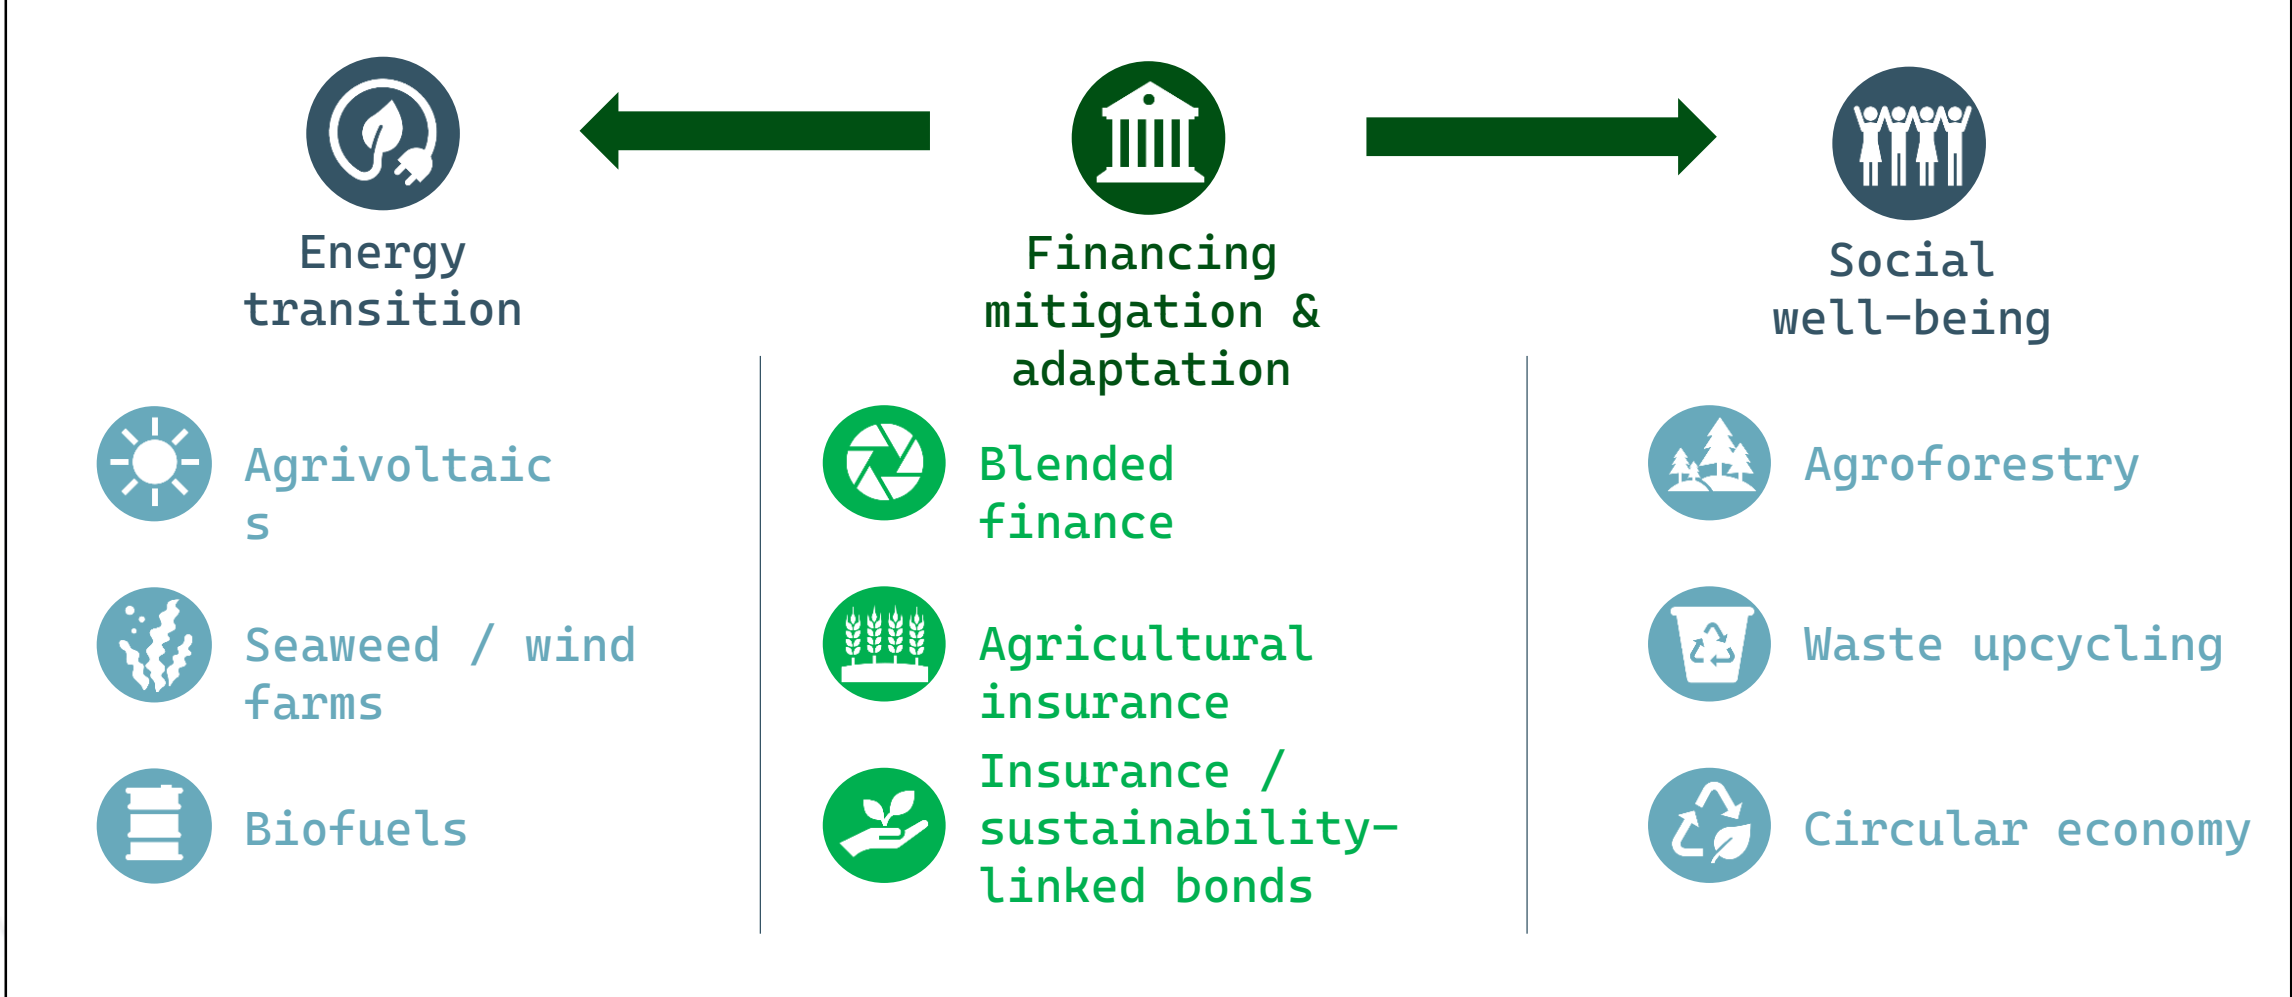 Energy
transition
Financing
mitigation &
adaptation
Social
well-being
Agrivoltaic
s
Seaweed / wind
farms
Biofuels
Blended
finance
Agricultural
insurance
Insurance /
sustainability-
linked bonds
Agroforestry
Waste upcycling
Circular economy